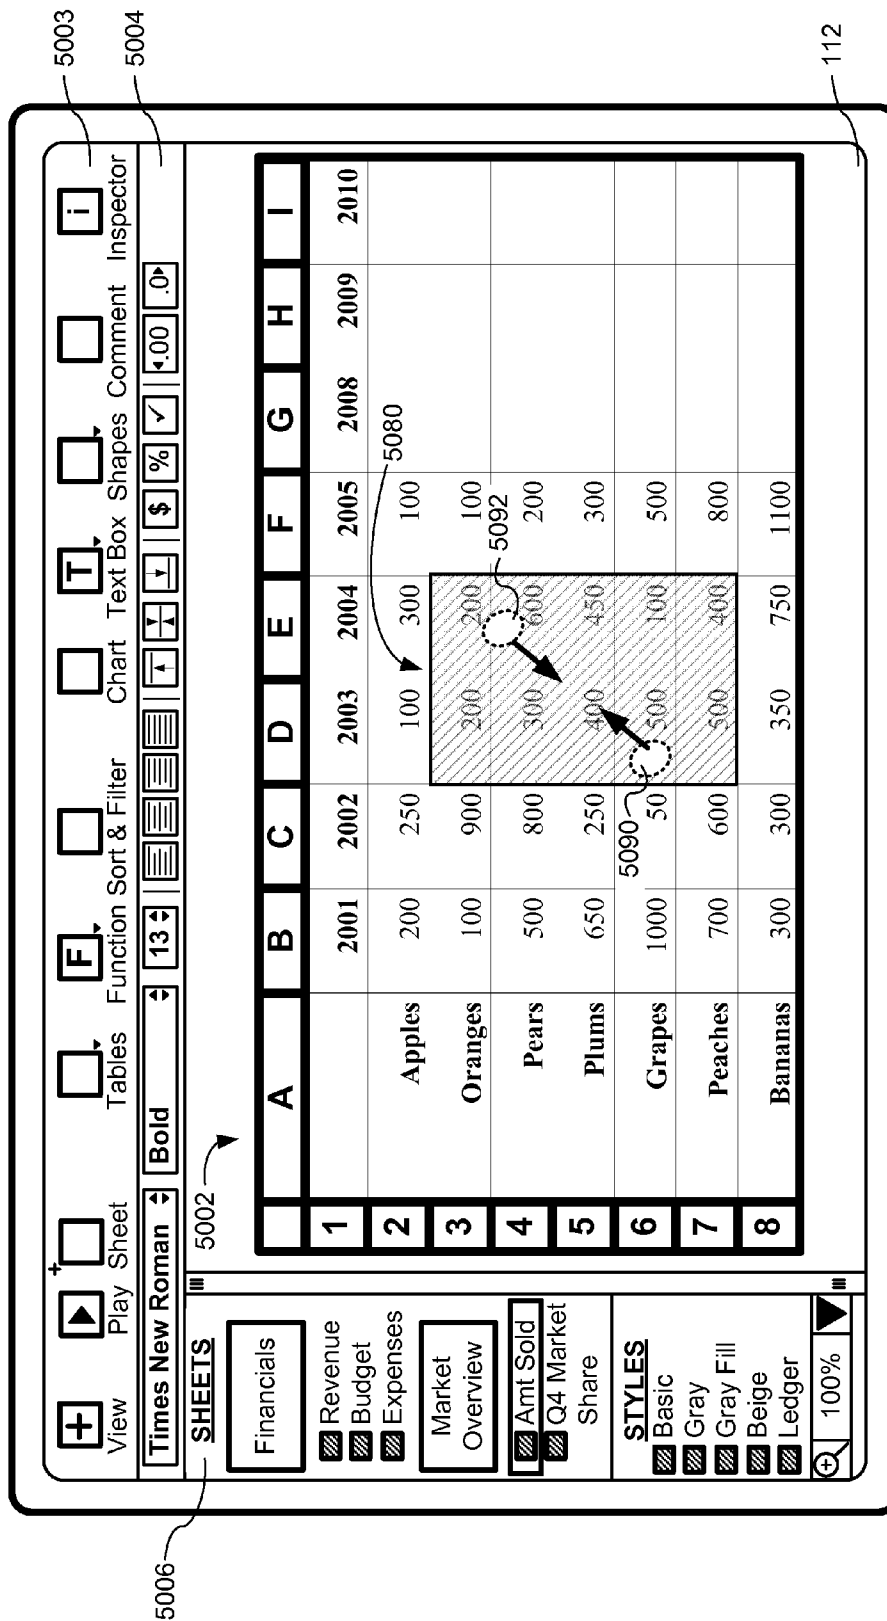 5003
View Play Sheet Tables F Function Sort & Filter Chart T Text Box Shapes Comment i Inspector
5004
Times New Roman Bold 13 $ % ✓ .00 .0
5006
SHEETS
Financials
Revenue
Budget
Expenses
Market
Overview
Amt Sold
Q4 Market
Share
STYLES
Basic
Gray
Gray Fill
Beige
Ledger
100%
5002
A B C D E F G H I
1 2001 2002 2003 2004 2005 2008 2009 2010
2 Apples 200 250 100 300 100
5080
3 Oranges 100 900 200 200 100
5092
4 Pears 500 800 300 600 200
5 Plums 650 250 400 450 300
5090
6 Grapes 1000 50 500 100 500
7 Peaches 700 600 500 400 800
8 Bananas 300 300 350 750 1100
112